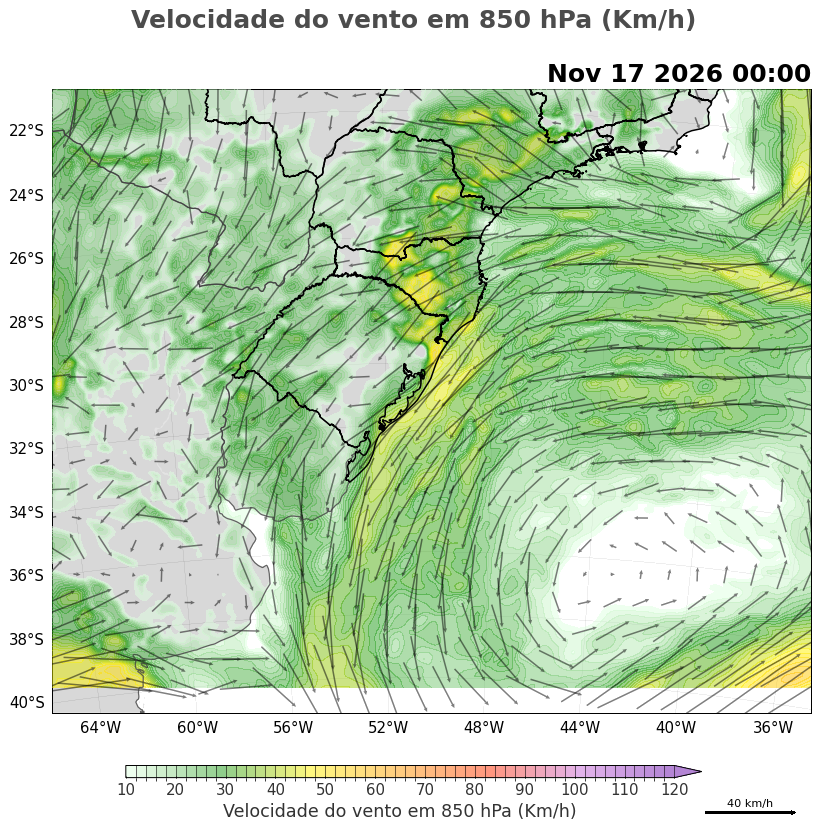 Velocidade do vento em 850 hPa (Km/h)
Nov 17 2026 00:00
22°S
24°S
26°S
28°S
30°S
32°S
34°S
36°S
38°S
40°S
64°W 60°W 56°W 52°W 48°W 44°W 40°W 36°W
10 20 30 40 50 60 70 80 90 100 110 120
Velocidade do vento em 850 hPa (Km/h)
40 km/h